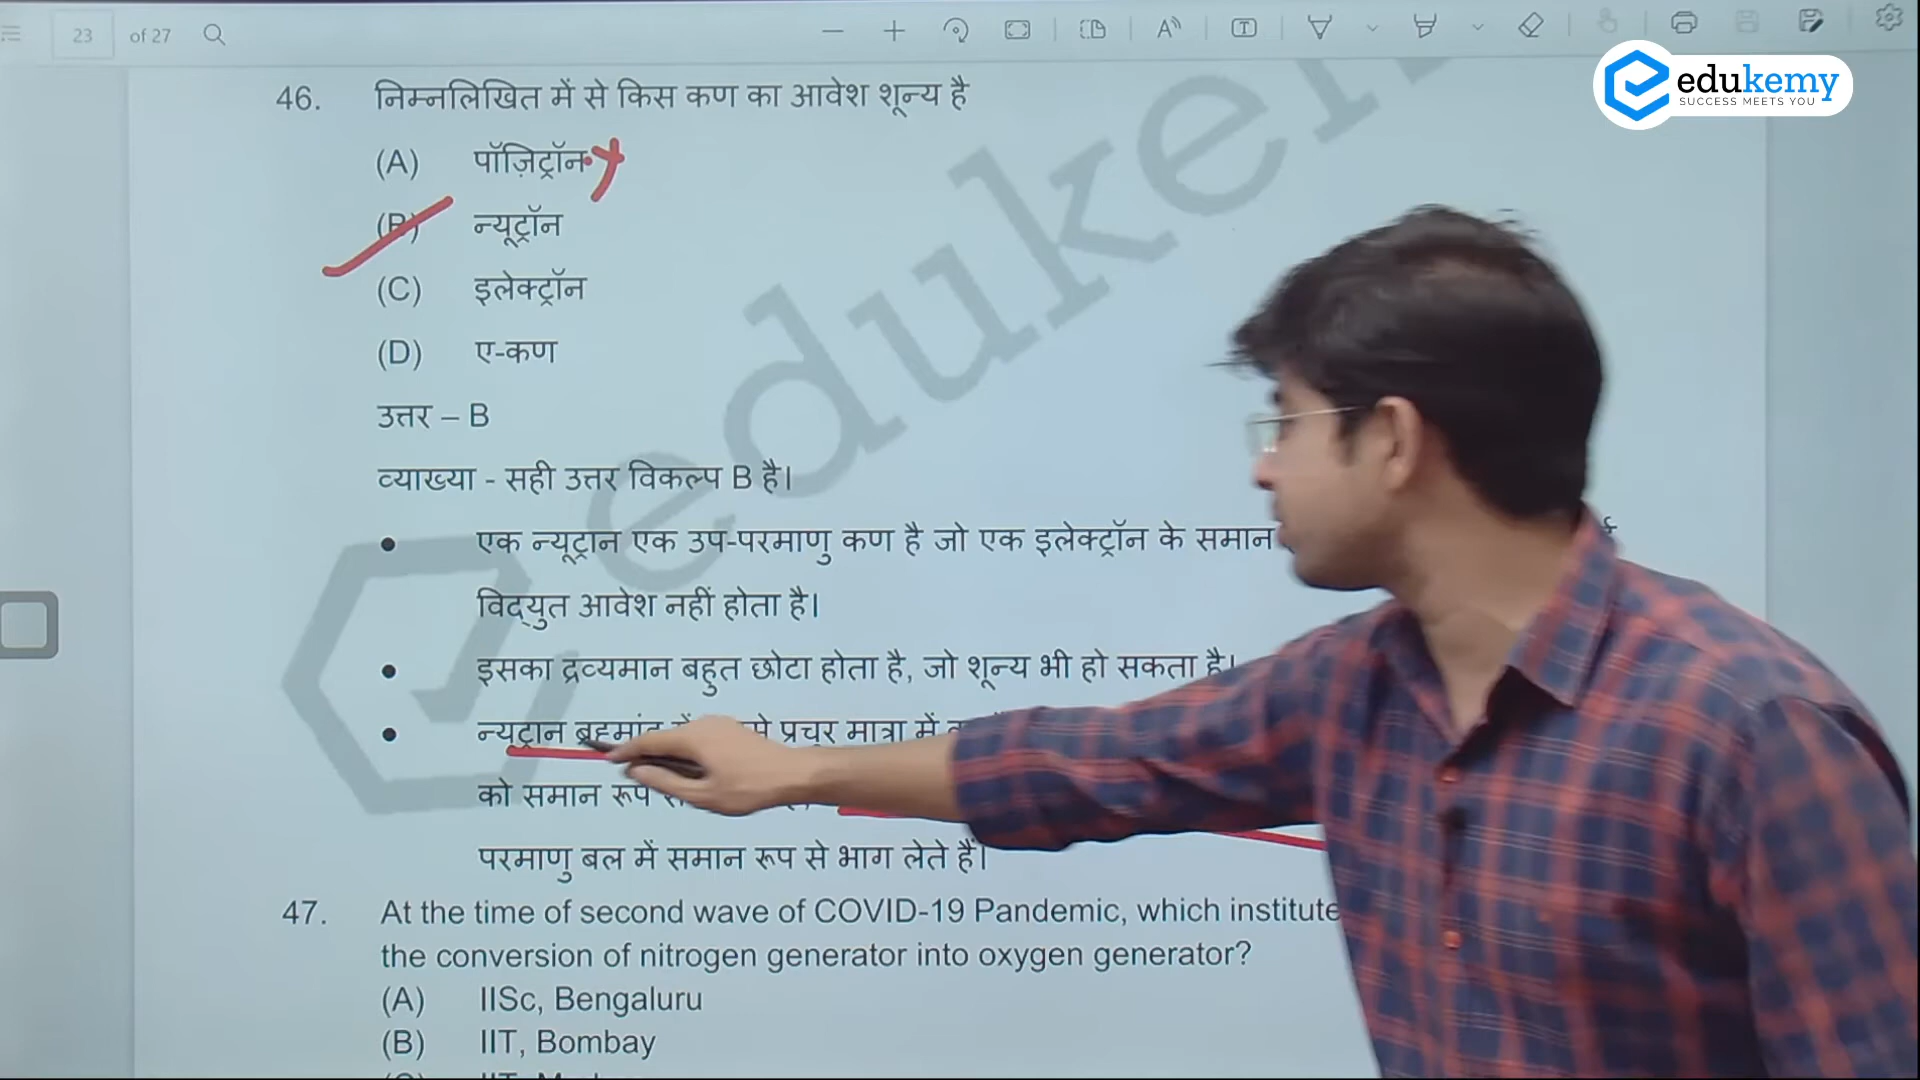 23 of 27
edukemy
SUCCESS MEETS YOU
46. निम्नलिखित में से किस कण का आवेश शून्य है
(A) पॉज़िट्रॉन
(B) न्यूट्रॉन
(C) इलेक्ट्रॉन
(D) ए-कण
उत्तर – B
व्याख्या - सही उत्तर विकल्प B है।
• एक न्यूट्रान एक उप-परमाणु कण है जो एक इलेक्ट्रॉन के समान
विद्युत आवेश नहीं होता है।
• इसका द्रव्यमान बहुत छोटा होता है, जो शून्य भी हो सकता है।
• न्यूट्रान ब्रह्मांड में से प्रचुर मात्रा में
को समान रूप
परमाणु बल में समान रूप से भाग लेते हैं।
47. At the time of second wave of COVID-19 Pandemic, which institute
the conversion of nitrogen generator into oxygen generator?
(A) IISc, Bengaluru
(B) IIT, Bombay